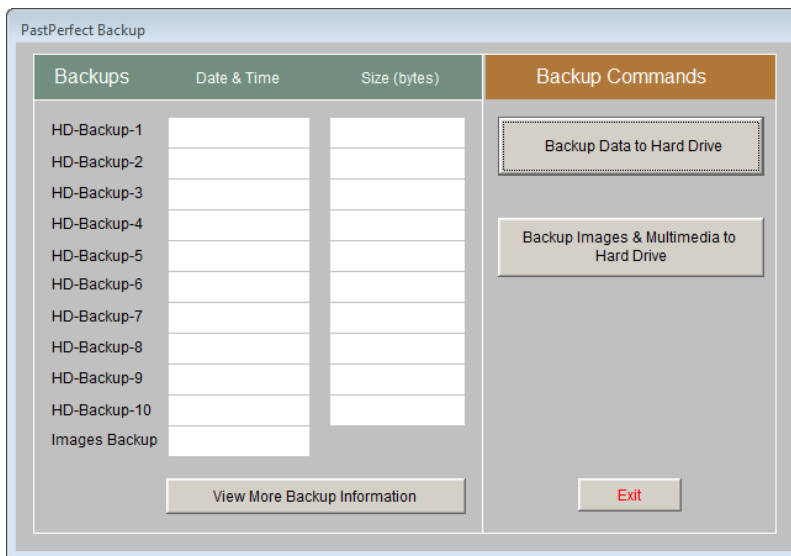 PastPerfect Backup
Backups Date & Time Size (bytes)
HD-Backup-1
HD-Backup-2
HD-Backup-3
HD-Backup-4
HD-Backup-5
HD-Backup-6
HD-Backup-7
HD-Backup-8
HD-Backup-9
HD-Backup-10
Images Backup
View More Backup Information
Backup Commands
Backup Data to Hard Drive
Backup Images & Multimedia to
Hard Drive
Exit